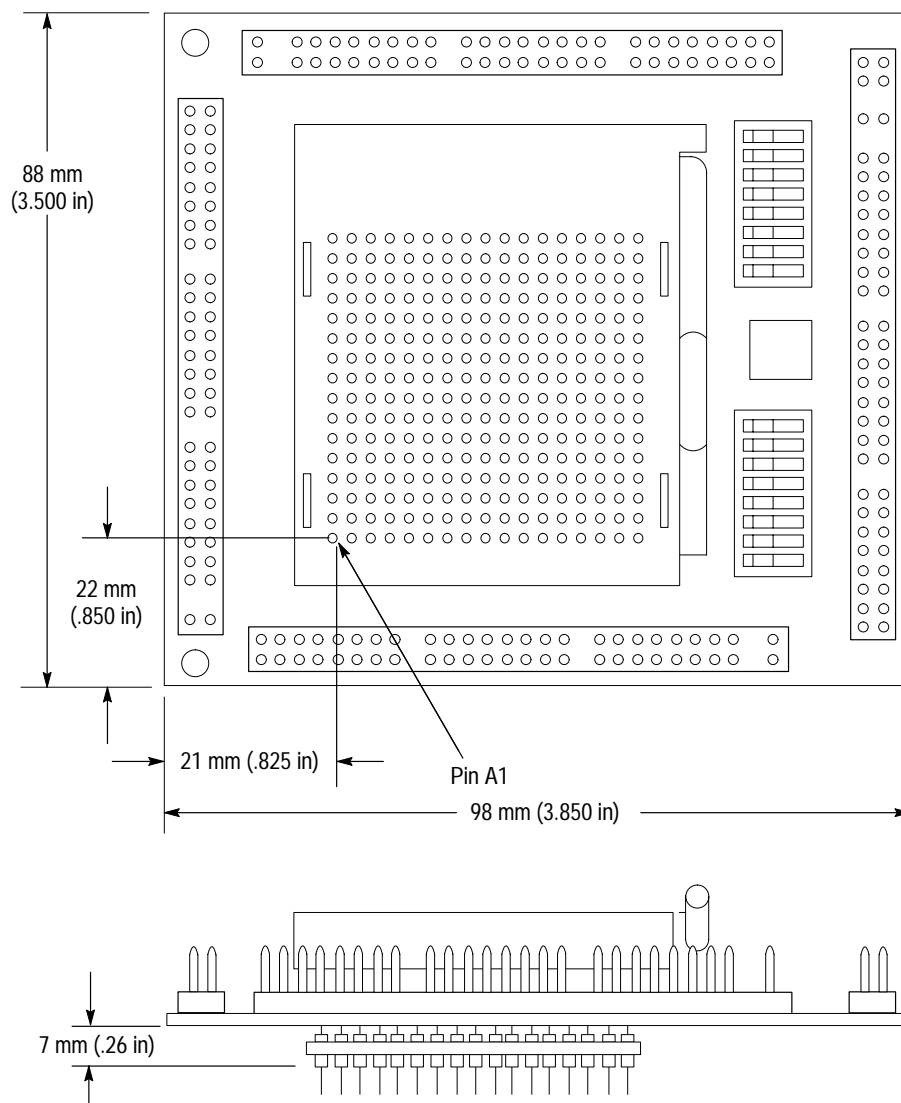 88 mm
(3.500 in)
22 mm
(.850 in)
21 mm (.825 in)
Pin A1
98 mm (3.850 in)
7 mm (.26 in)